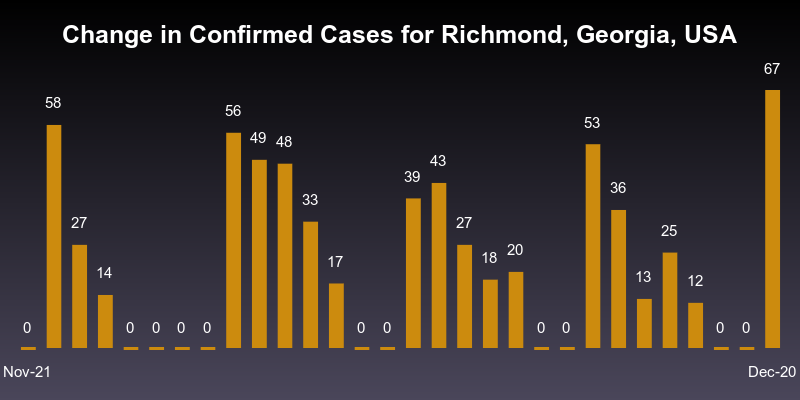 Change in Confirmed Cases for Richmond, Georgia, USA
0 58 27 14 0 0 0 0 56 49 48 33 17 0 0 39 43 27 18 20 0 0 53 36 13 25 12 0 0 67
Nov-21 Dec-20